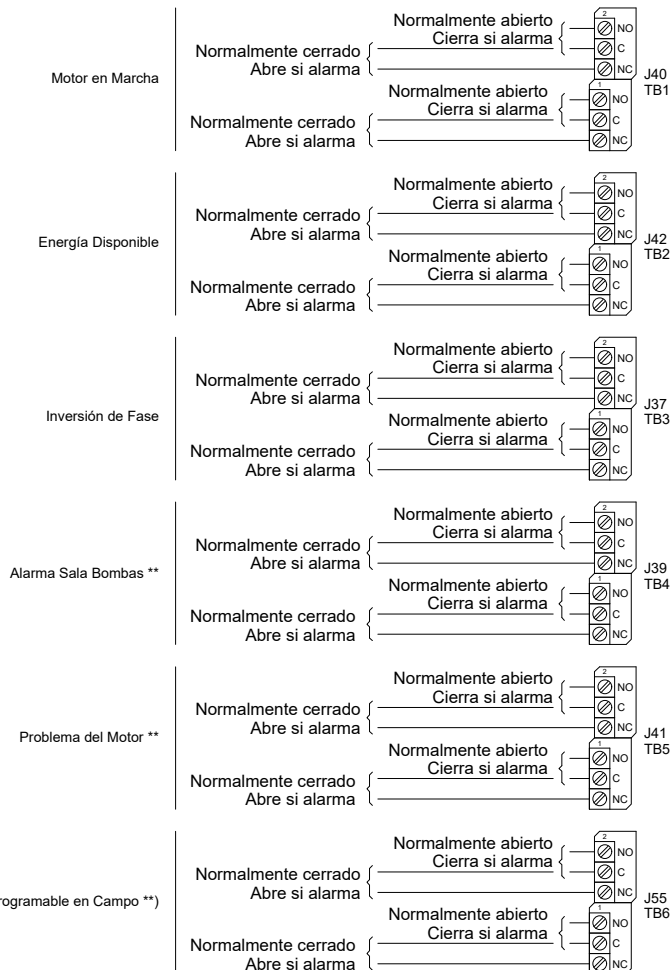 Motor en Marcha
Normalmente abierto
Cierra si alarma
Normalmente cerrado
Abre si alarma
2
NO
C
NC
Normalmente abierto
Cierra si alarma
Normalmente cerrado
Abre si alarma
1
NO
C
NC
J40
TB1
Energía Disponible
Normalmente abierto
Cierra si alarma
Normalmente cerrado
Abre si alarma
2
NO
C
NC
Normalmente abierto
Cierra si alarma
Normalmente cerrado
Abre si alarma
1
NO
C
NC
J42
TB2
Inversión de Fase
Normalmente abierto
Cierra si alarma
Normalmente cerrado
Abre si alarma
2
NO
C
NC
Normalmente abierto
Cierra si alarma
Normalmente cerrado
Abre si alarma
1
NO
C
NC
J37
TB3
Alarma Sala Bombas **
Normalmente abierto
Cierra si alarma
Normalmente cerrado
Abre si alarma
2
NO
C
NC
Normalmente abierto
Cierra si alarma
Normalmente cerrado
Abre si alarma
1
NO
C
NC
J39
TB4
Problema del Motor **
Normalmente abierto
Cierra si alarma
Normalmente cerrado
Abre si alarma
2
NO
C
NC
Normalmente abierto
Cierra si alarma
Normalmente cerrado
Abre si alarma
1
NO
C
NC
J41
TB5
rogramable en Campo **)
Normalmente abierto
Cierra si alarma
Normalmente cerrado
Abre si alarma
2
NO
C
NC
Normalmente abierto
Cierra si alarma
Normalmente cerrado
Abre si alarma
1
NO
C
NC
J55
TB6